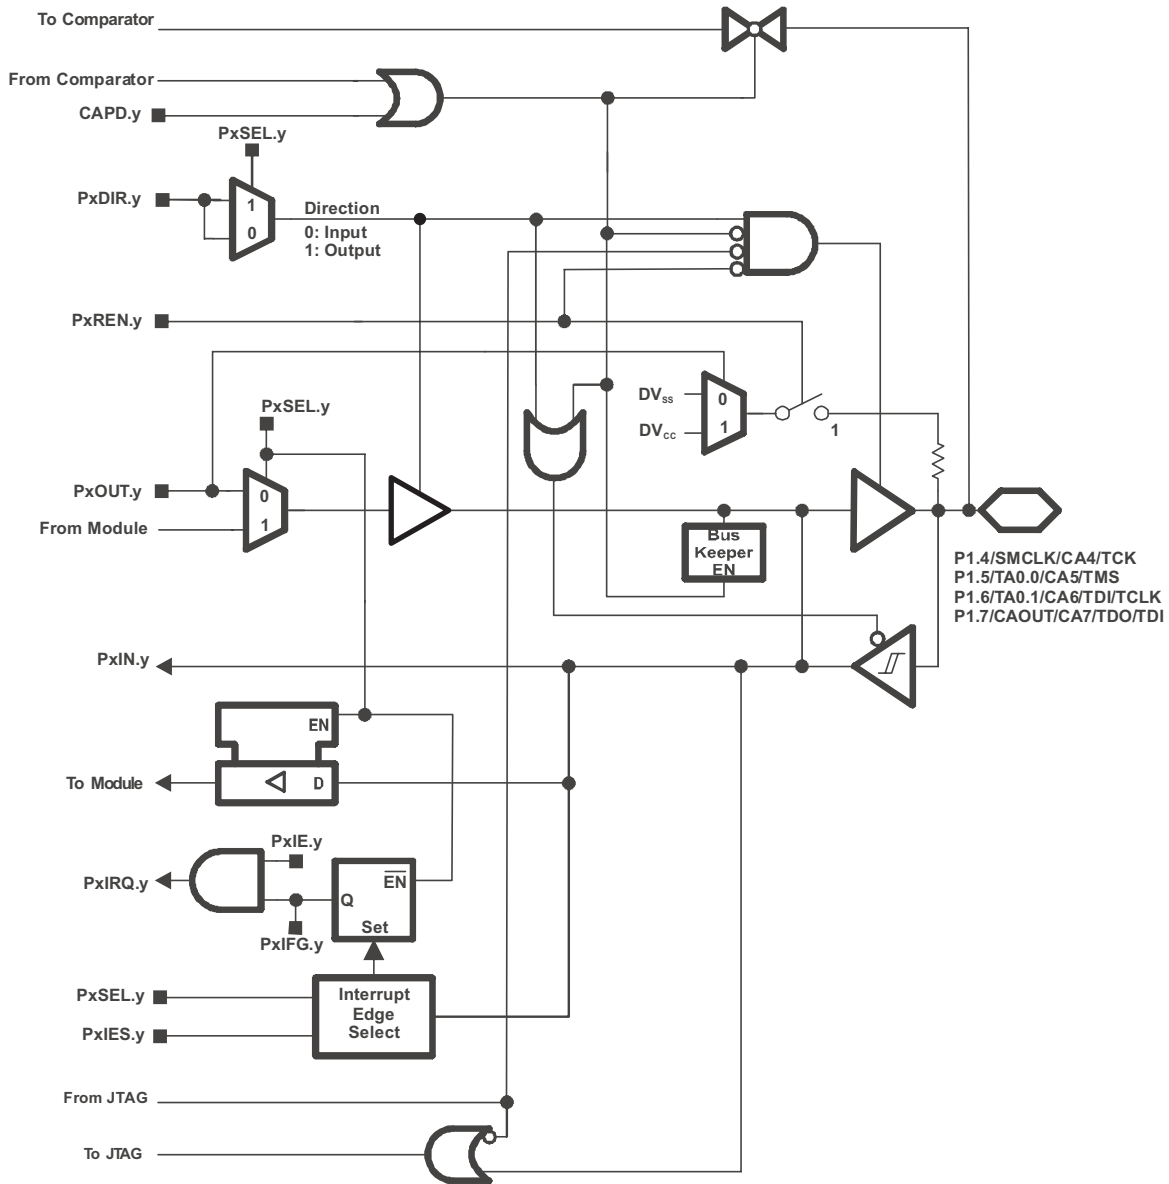 To Comparator
From Comparator
CAPD.y
PxSEL.y
PxDIR.y
1
0
Direction
0: Input
1: Output
PxREN.y
DVss
DVcc
0
1
1
PxSEL.y
PxOUT.y
0
From Module
1
Bus
Keeper
EN
P1.4/SMCLK/CA4/TCK
P1.5/TA0.0/CA5/TMS
P1.6/TA0.1/CA6/TDI/TCLK
P1.7/CAOUT/CA7/TDO/TDI
PxIN.y
EN
To Module
D
PxIE.y
PxIRQ.y
EN
Q
Set
PxIFG.y
PxSEL.y
PxIES.y
Interrupt
Edge
Select
From JTAG
To JTAG